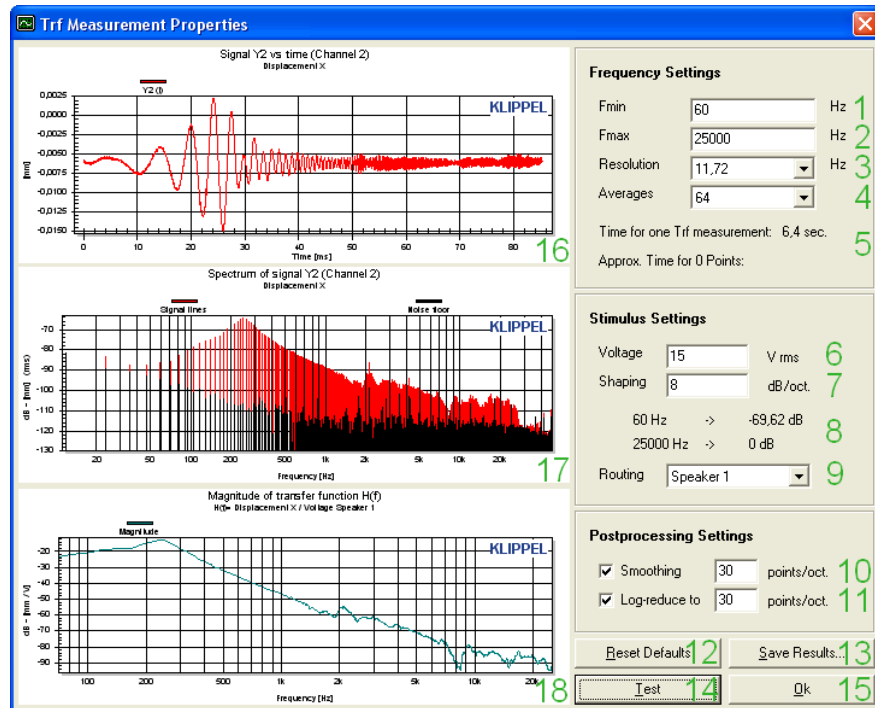 Trf Measurement Properties
Signal Y2 vs time (Channel 2)
Displacement X
Y2 (t)
KLIPPEL
0,0025
0,0000
-0,0025
-0,0050
-0,0075
-0,0100
-0,0125
-0,0150
[mm]
0 10 20 30 40 50 60 70 80
Time [ms]
16
Spectrum of signal Y2 (Channel 2)
Displacement X
Signal lines Noise floor
KLIPPEL
-70
-80
-90
-100
-110
-120
-130
dB - [mm] (rms)
20 50 100 200 500 1k 2k 5k 10k 20k
Frequency [Hz]
17
Magnitude of transfer function H(f)
H(f)= Displacement X / Voltage Speaker 1
Magnitude
KLIPPEL
-20
-30
-40
-50
-60
-70
-80
-90
dB - [mm /V]
100 200 500 1k 2k 5k 10k 20k
Frequency [Hz]
18
Frequency Settings
Fmin 60 Hz 1
Fmax 25000 Hz 2
Resolution 11,72 Hz 3
Averages 64 4
Time for one Trf measurement: 6,4 sec. 5
Approx. Time for 0 Points:
Stimulus Settings
Voltage 15 V rms 6
Shaping 8 dB/oct. 7
60 Hz -> -69,62 dB 8
25000 Hz -> 0 dB
Routing Speaker 1 9
Postprocessing Settings
Smoothing 30 points/oct. 10
Log-reduce to 30 points/oct. 11
Reset Defaults 12 Save Results... 13
Test 14 Ok 15